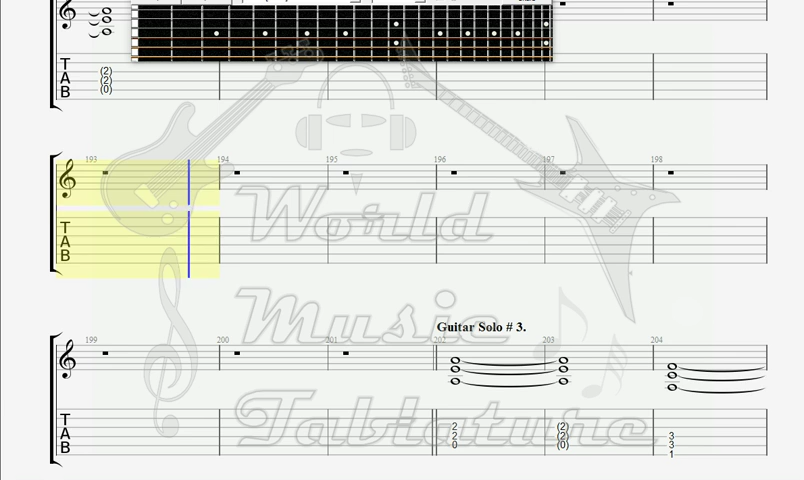 T
A
B
(2)
(2)
(0)
193 194 195 196 197 198
T
A
B
World
Music
Tablature
Guitar Solo # 3.
199 200 201 202 203 204
T
A
B
2 (2)
2 (2) 3
0 (0) 3
1